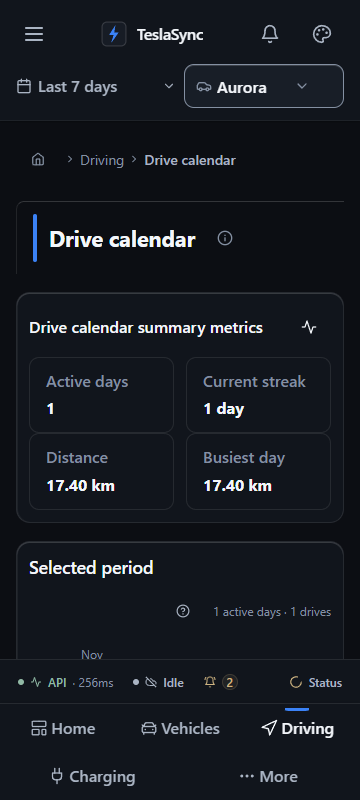 TeslaSync
Last 7 days
Aurora
Driving
Drive calendar
Drive calendar
Drive calendar summary metrics
Active days
1
Current streak
1 day
Distance
17.40 km
Busiest day
17.40 km
Selected period
1 active days · 1 drives
Nov
API · 256ms
Idle
2
Status
Home
Vehicles
Driving
Charging
More